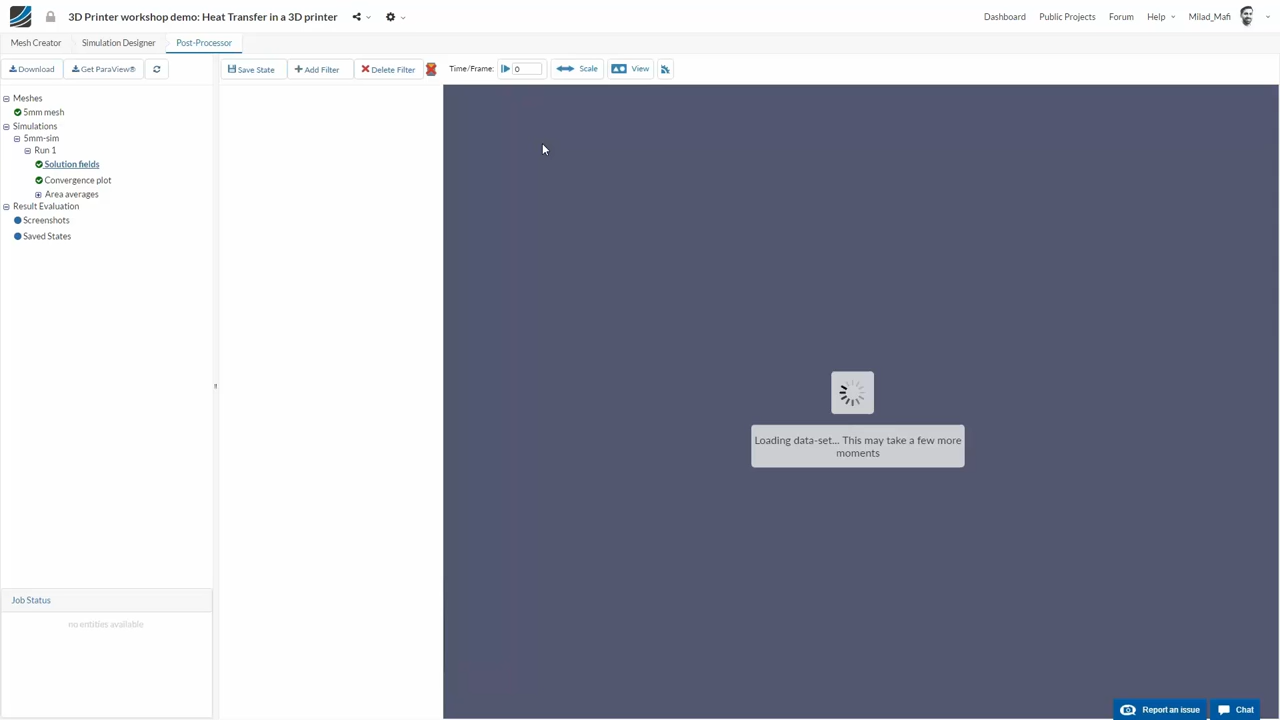 3D Printer workshop demo: Heat Transfer in a 3D printer
Dashboard Public Projects Forum Help Milad_Mafi
Mesh Creator Simulation Designer Post-Processor
Download Get ParaView® Save State Add Filter Delete Filter Time/Frame: 0 Scale View
Meshes
5mm mesh
Simulations
5mm-sim
Run 1
Solution fields
Convergence plot
Area averages
Result Evaluation
Screenshots
Saved States
Loading data-set... This may take a few more
moments
Job Status
no entities available
Report an issue Chat